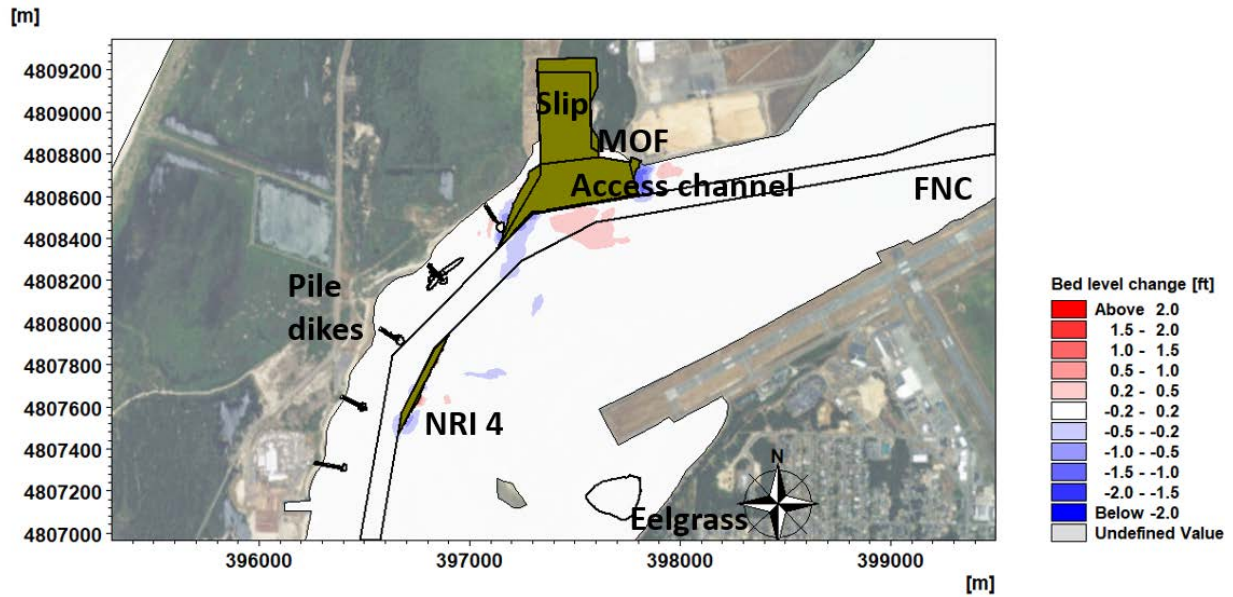 [m]
4809200
4809000
4808800
4808600
4808400
4808200
4808000
4807800
4807600
4807400
4807200
4807000
Slip
MOF
Access channel
FNC
Pile
dikes
NRI 4
Eelgrass
N
396000
397000
398000
399000
[m]
Bed level change [ft]
Above 2.0
1.5 - 2.0
1.0 - 1.5
0.5 - 1.0
0.2 - 0.5
-0.2 - 0.2
-0.5 - -0.2
-1.0 - -0.5
-1.5 - -1.0
-2.0 - -1.5
Below -2.0
Undefined Value